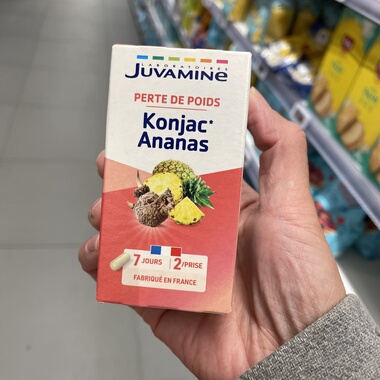 LABORATOIRES
JUVAMINE
PERTE DE POIDS
Konjac*
Ananas
7 JOURS 2/PRISE
FABRIQUÉ EN FRANCE